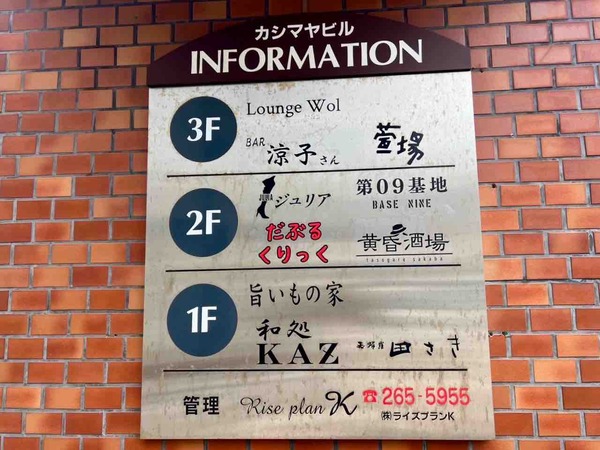 カシマヤビル
INFORMATION
3F
Lounge Wol
BAR 涼子さん
萱場
2F
JURIA ジュリア
第09基地
BASE NINE
だぶる
くりっく
黄昏酒場
tasogare sakaba
1F
旨いもの家
和処
KAZ
田さき
管理
Rise plan K
☎265-5955
㈱ライズプランK